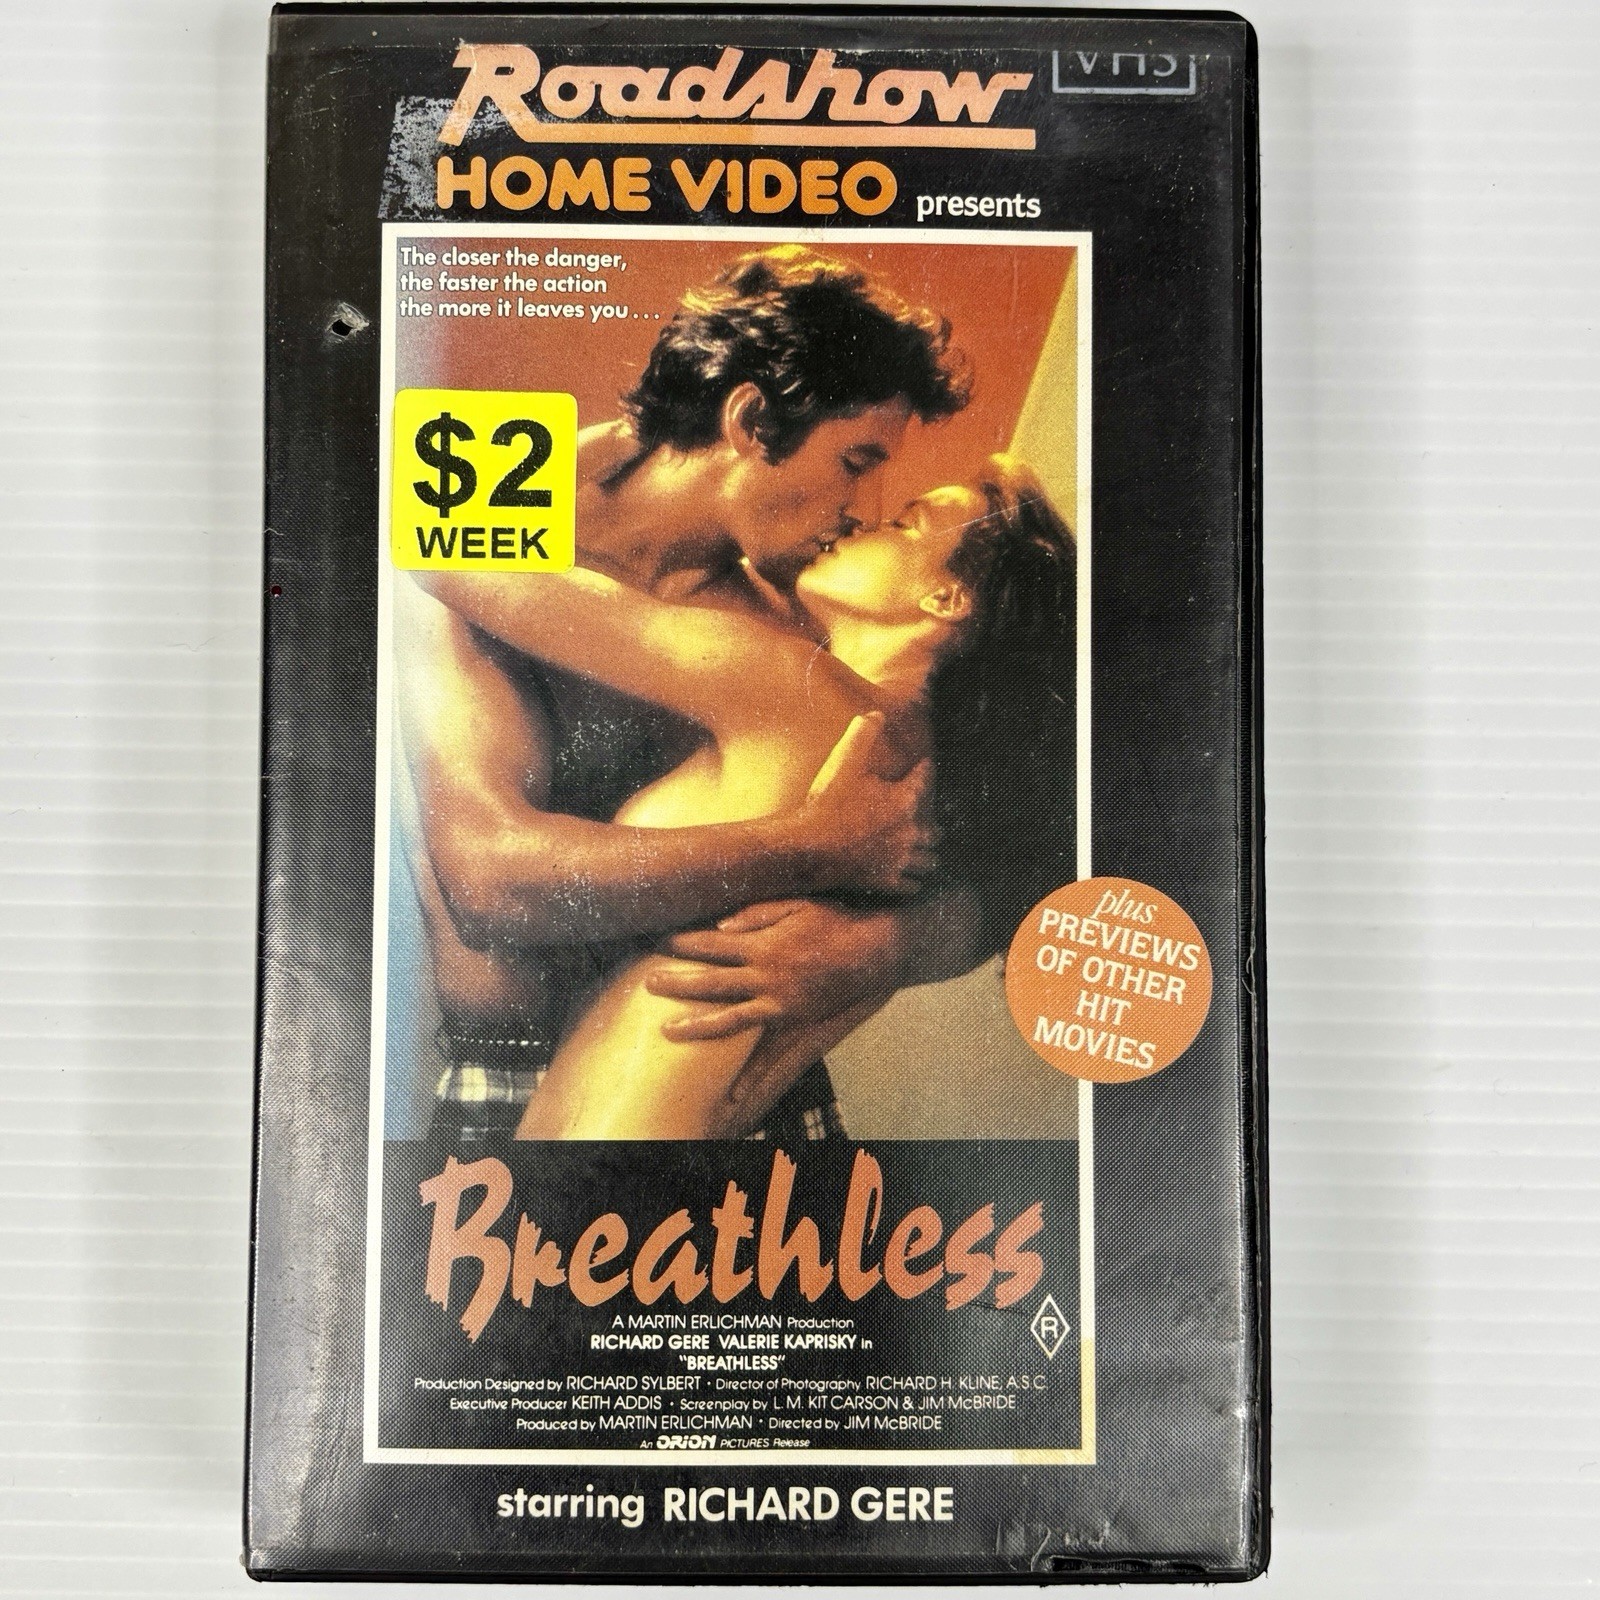 VHS
Roadshow
HOME VIDEO presents
The closer the danger,
the faster the action
the more it leaves you...
$2
WEEK
plus
PREVIEWS
OF OTHER
HIT
MOVIES
Breathless
R
A MARTIN ERLICHMAN Production
RICHARD GERE VALERIE KAPRISKY in
"BREATHLESS"
Production Designed by RICHARD SYLBERT · Director of Photography RICHARD H. KLINE, A.S.C.
Executive Producer KEITH ADDIS · Screenplay by L.M. KIT CARSON & JIM McBRIDE
Produced by MARTIN ERLICHMAN · Directed by JIM McBRIDE
An ORION PICTURES Release
starring RICHARD GERE